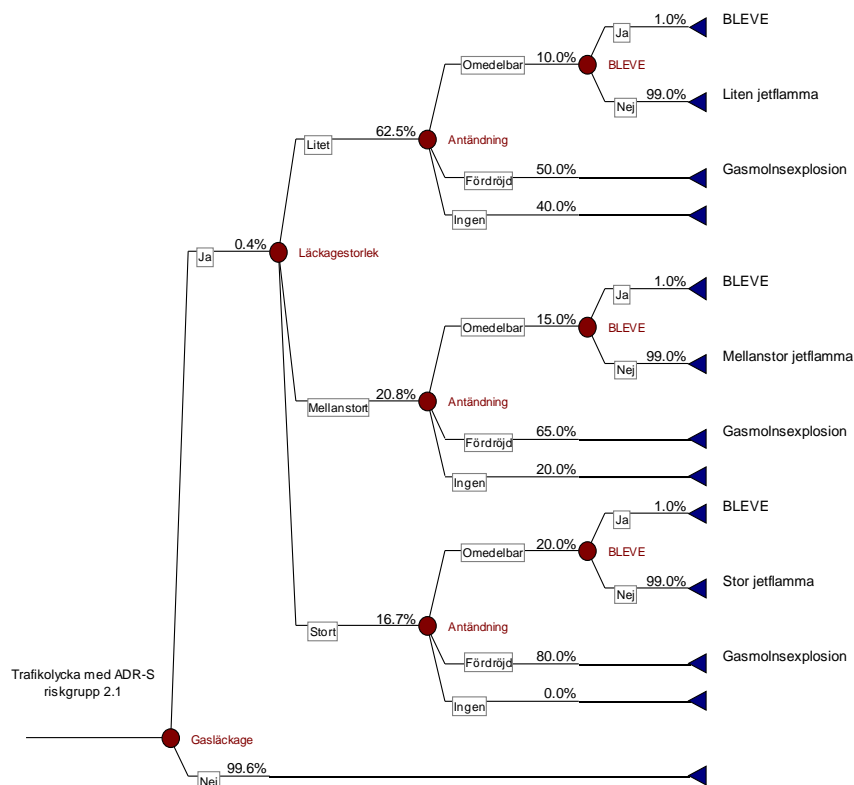 1.0%
BLEVE
Ja
Omedelbar
10.0%
BLEVE
99.0%
Liten jetflamma
Nej
Litet
62.5%
Antändning
50.0%
Gasmolnsexplosion
Fördröjd
40.0%
Ingen
Ja
0.4%
Läckagestorlek
1.0%
BLEVE
Ja
Omedelbar
15.0%
BLEVE
99.0%
Mellanstor jetflamma
Nej
Mellanstort
20.8%
Antändning
65.0%
Gasmolnsexplosion
Fördröjd
20.0%
Ingen
1.0%
BLEVE
Ja
Omedelbar
20.0%
BLEVE
99.0%
Stor jetflamma
Nej
Stort
16.7%
Antändning
80.0%
Gasmolnsexplosion
Fördröjd
0.0%
Ingen
Trafikolycka med ADR-S
riskgrupp 2.1
Gasläckage
99.6%
Nej